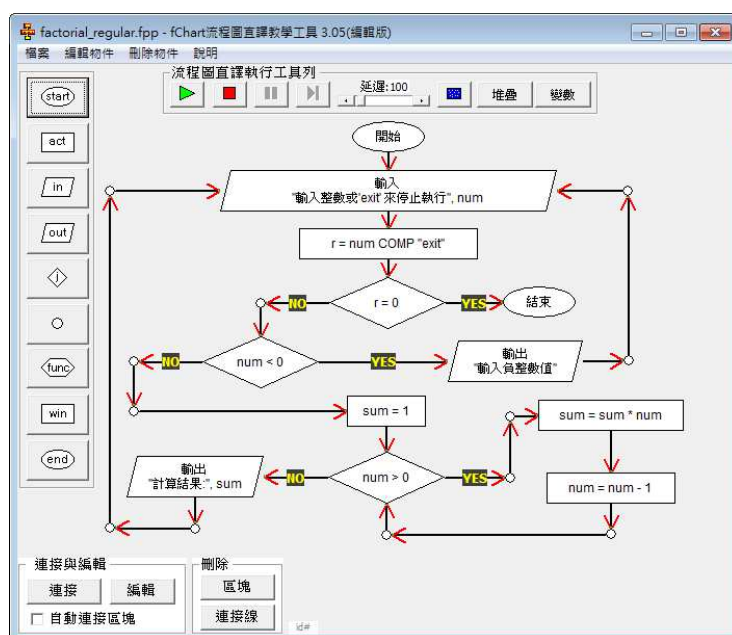 factorial_regular.fpp - fChart流程圖直譯教學工具 3.05(編輯版)
檔案 編輯物件 刪除物件 說明
流程圖直譯執行工具列
延遲:100
堆疊
變數
start
act
in
out
i
func
win
end
開始
輸入
"輸入整數或'exit'來停止執行", num
r = num COMP "exit"
r = 0
NO
YES
結束
num < 0
NO
YES
輸出
"輸入負整數值"
sum = 1
num > 0
NO
YES
輸出
"計算結果:", sum
sum = sum * num
num = num - 1
連接與編輯
連接
編輯
自動連接區塊
刪除
區塊
連接線
id#